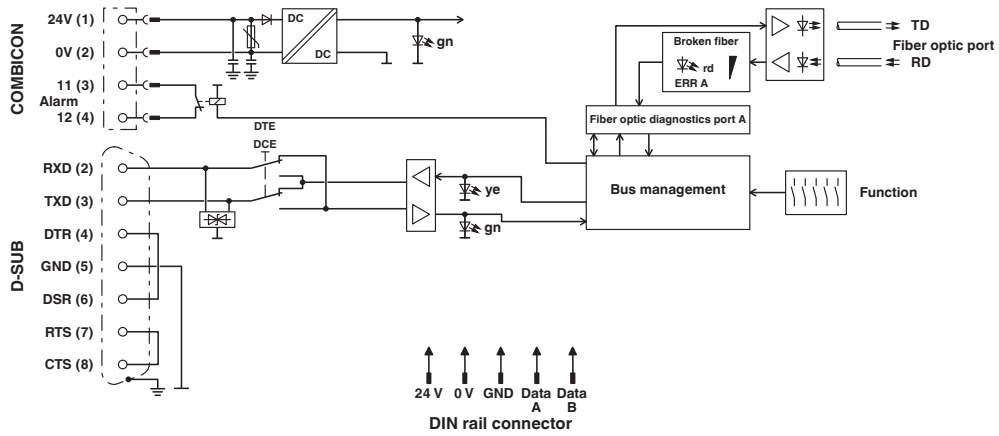 COMBICON
24V (1)
0V (2)
11 (3)
Alarm
12 (4)
DC
DC
gn
Broken fiber
rd
ERR A
TD
Fiber optic port
RD
Fiber optic diagnostics port A
DTE
DCE
D-SUB
RXD (2)
TXD (3)
DTR (4)
GND (5)
DSR (6)
RTS (7)
CTS (8)
ye
gn
Bus management
Function
24 V 0 V GND Data Data
A B
DIN rail connector